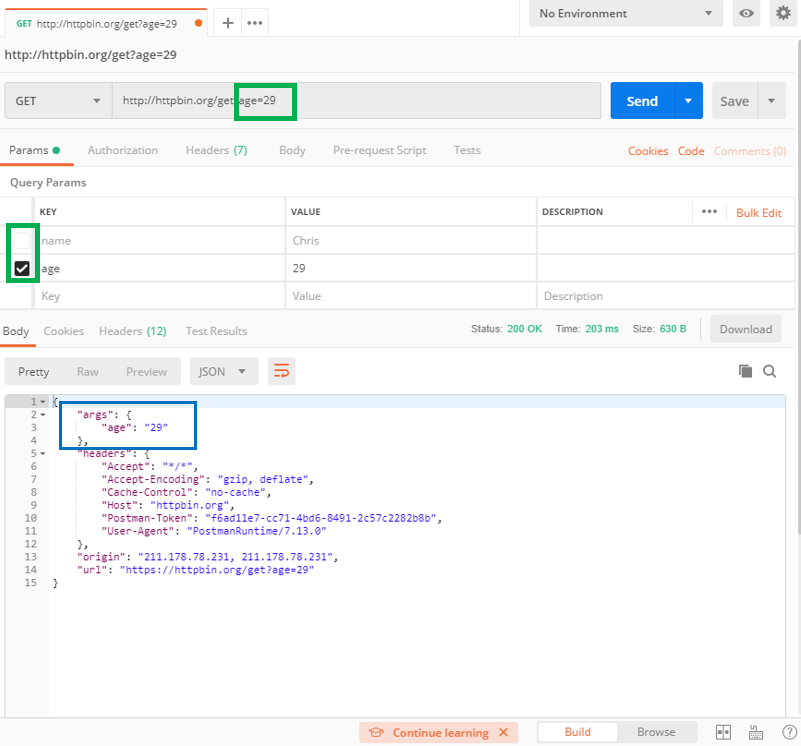 GET http://httpbin.org/get?age=29
No Environment
http://httpbin.org/get?age=29
GET http://httpbin.org/get age=29 Send Save
Params Authorization Headers (7) Body Pre-request Script Tests Cookies Code Comments (0)
Query Params
KEY VALUE DESCRIPTION ••• Bulk Edit
name Chris
age 29
Key Value Description
Body Cookies Headers (12) Test Results Status: 200 OK Time: 203 ms Size: 630 B Download
Pretty Raw Preview JSON
1 {
2 "args": {
3 "age": "29"
4 },
5 "headers": {
6 "Accept": "*/*",
7 "Accept-Encoding": "gzip, deflate",
8 "Cache-Control": "no-cache",
9 "Host": "httpbin.org",
10 "Postman-Token": "f6ad11e7-cc71-4bd6-8491-2c57c2282b8b",
11 "User-Agent": "PostmanRuntime/7.13.0"
12 },
13 "origin": "211.178.78.231, 211.178.78.231",
14 "url": "https://httpbin.org/get?age=29"
15 }
Continue learning Build Browse